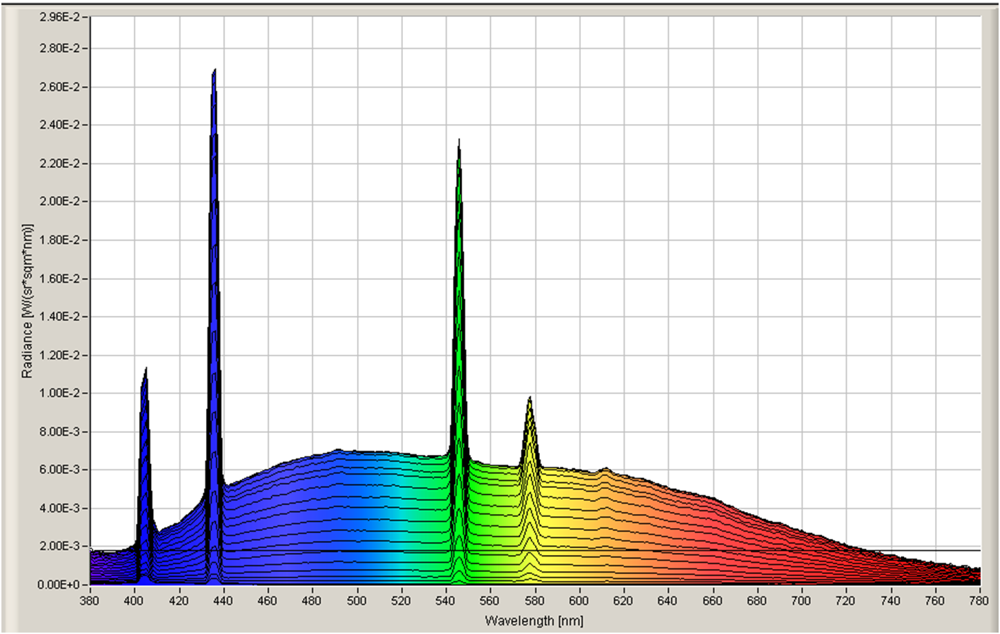 2.96E-2
2.80E-2
2.60E-2
2.40E-2
2.20E-2
2.00E-2
1.80E-2
1.60E-2
1.40E-2
1.20E-2
1.00E-2
8.00E-3
6.00E-3
4.00E-3
2.00E-3
0.00E+0
Radiance [W/(sr*sqm*nm)]
380 400 420 440 460 480 500 520 540 560 580 600 620 640 660 680 700 720 740 760 780
Wavelength [nm]